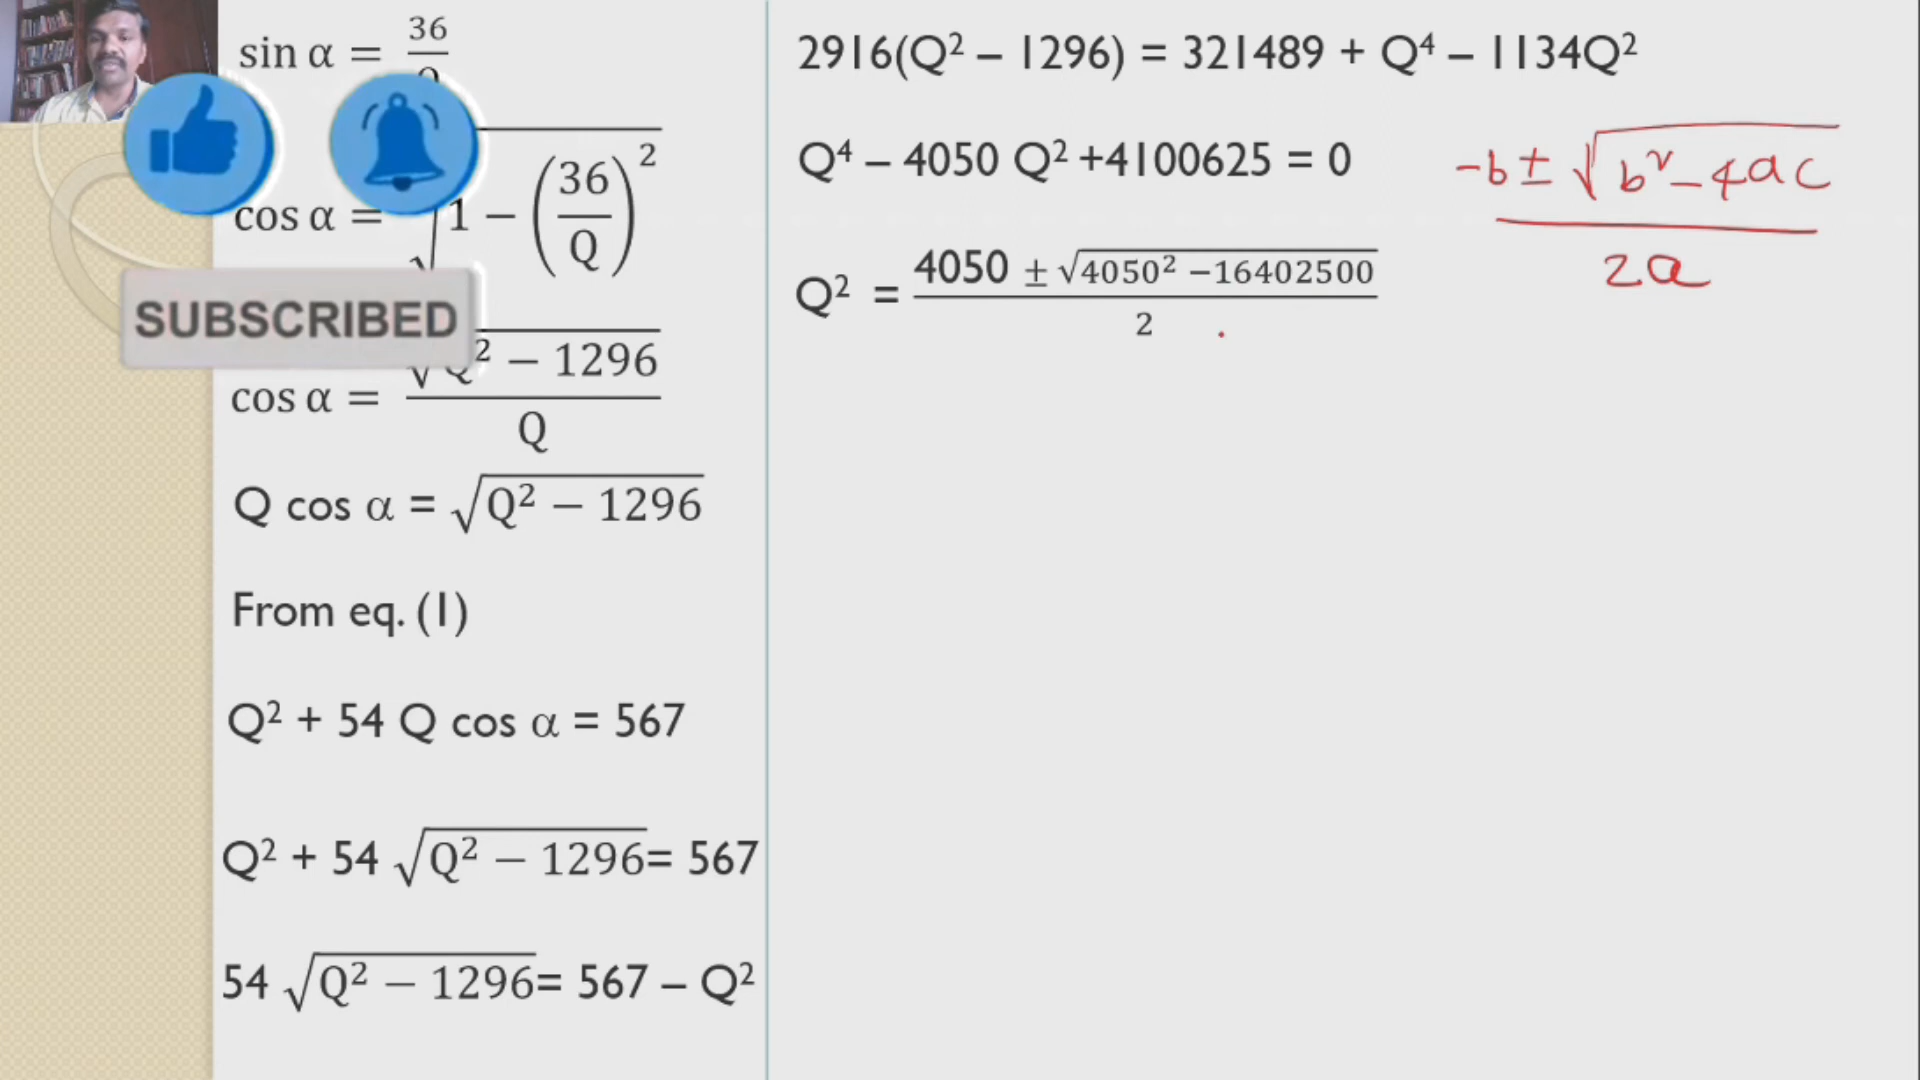 sin α = 36
cos α = √1 − (36/Q)²
SUBSCRIBED
cos α = √Q² − 1296 / Q
Q cos α = √Q² − 1296
From eq. (1)
Q² + 54 Q cos α = 567
Q² + 54 √Q² − 1296= 567
54 √Q² − 1296= 567 – Q²
2916(Q² – 1296) = 321489 + Q⁴ – 1134Q²
Q⁴ – 4050 Q² +4100625 = 0
-b ± √b² - 4ac / 2a
Q² = 4050 ± √4050² −16402500 / 2